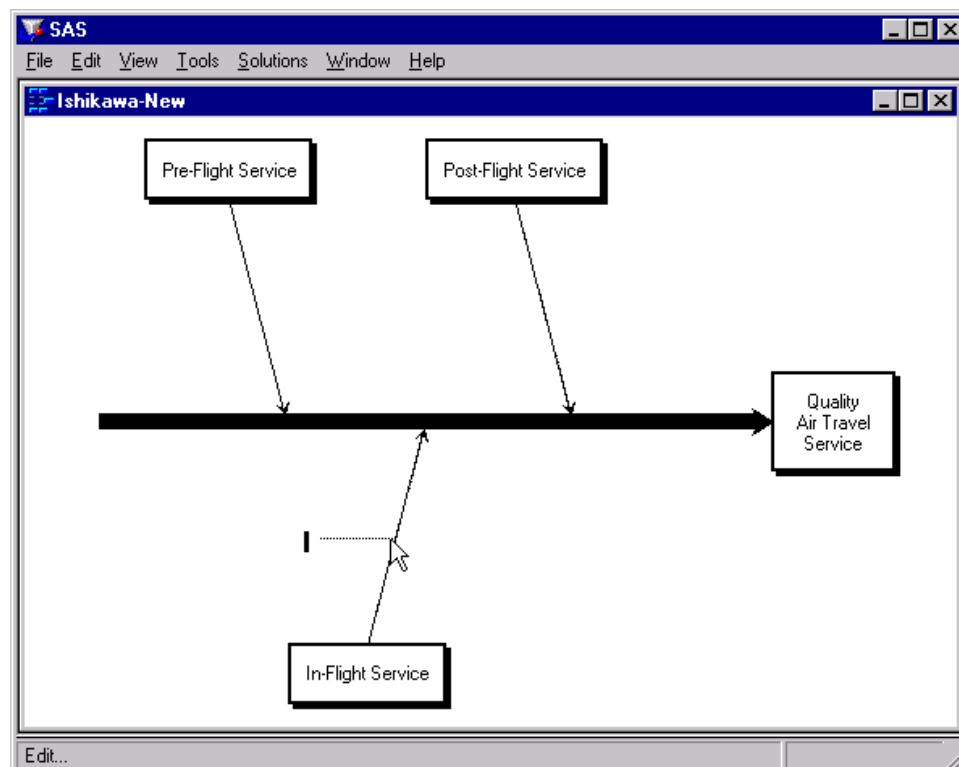 SAS
File Edit View Tools Solutions Window Help
Ishikawa-New
Pre-Flight Service
Post-Flight Service
Quality
Air Travel
Service
In-Flight Service
Edit...